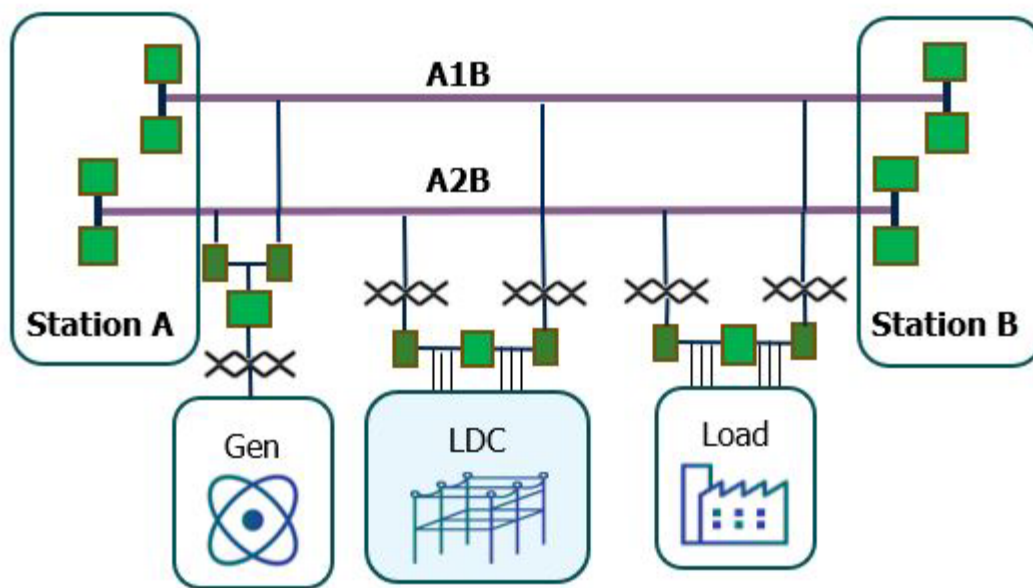 A1B
A2B
Station A
Station B
Gen
LDC
Load